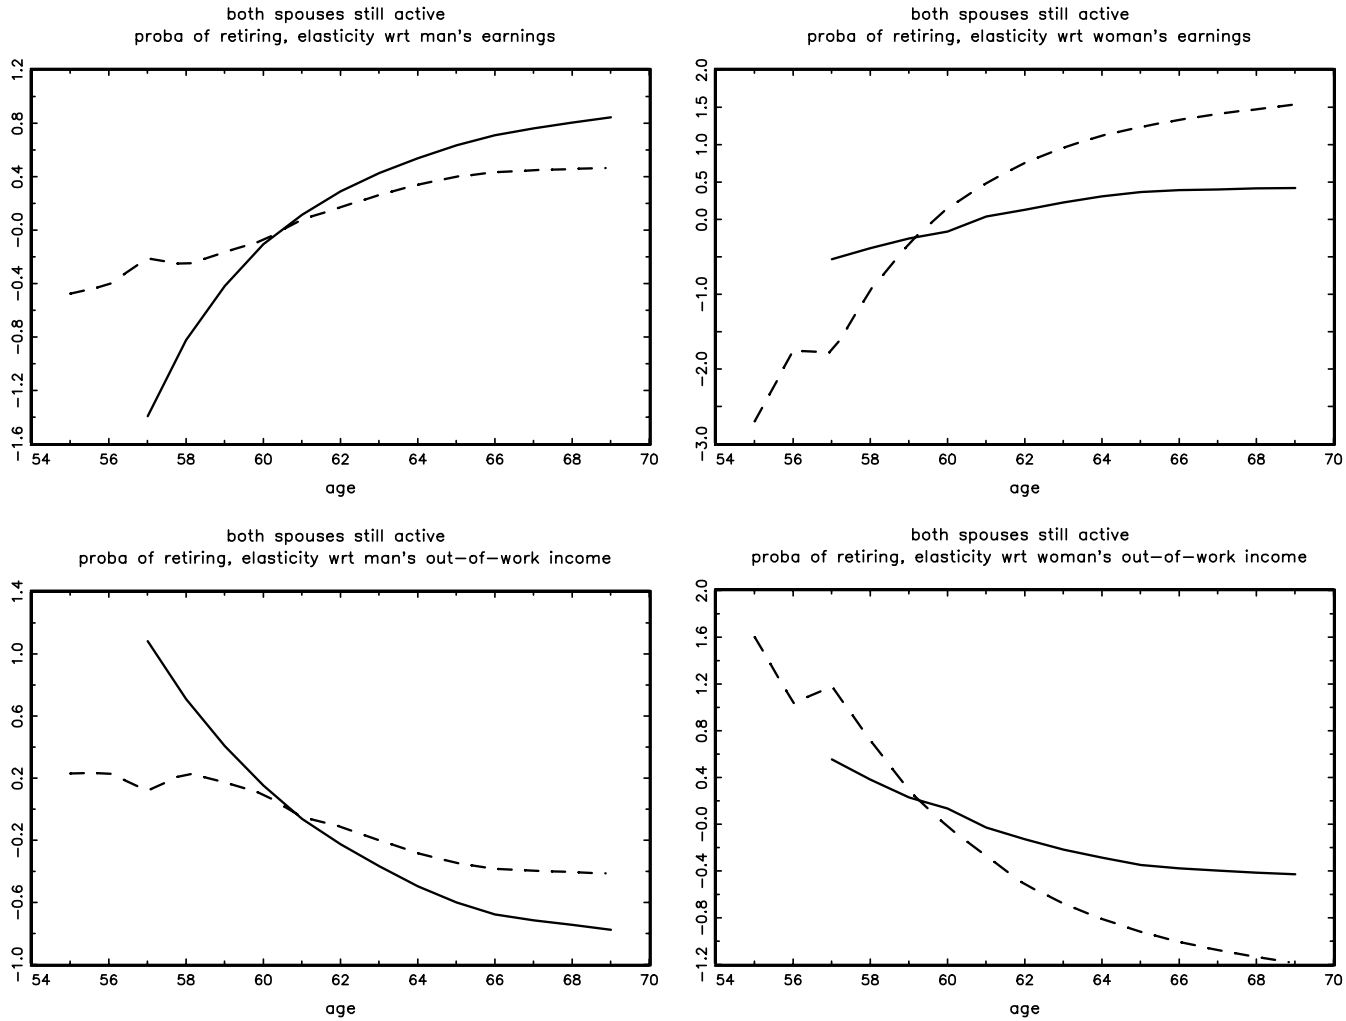 both spouses still active
proba of retiring, elasticity wrt man's earnings
1.2
0.8
0.4
−0.0
−0.4
−0.8
−1.2
−1.6
54 56 58 60 62 64 66 68 70
age
both spouses still active
proba of retiring, elasticity wrt woman's earnings
2.0
1.5
1.0
0.5
0.0
−1.0
−2.0
−3.0
54 56 58 60 62 64 66 68 70
age
both spouses still active
proba of retiring, elasticity wrt man's out−of−work income
1.4
1.0
0.6
0.2
−0.2
−0.6
−1.0
54 56 58 60 62 64 66 68 70
age
both spouses still active
proba of retiring, elasticity wrt woman's out−of−work income
2.0
1.6
1.2
0.8
0.4
−0.0
−0.4
−0.8
−1.2
54 56 58 60 62 64 66 68 70
age